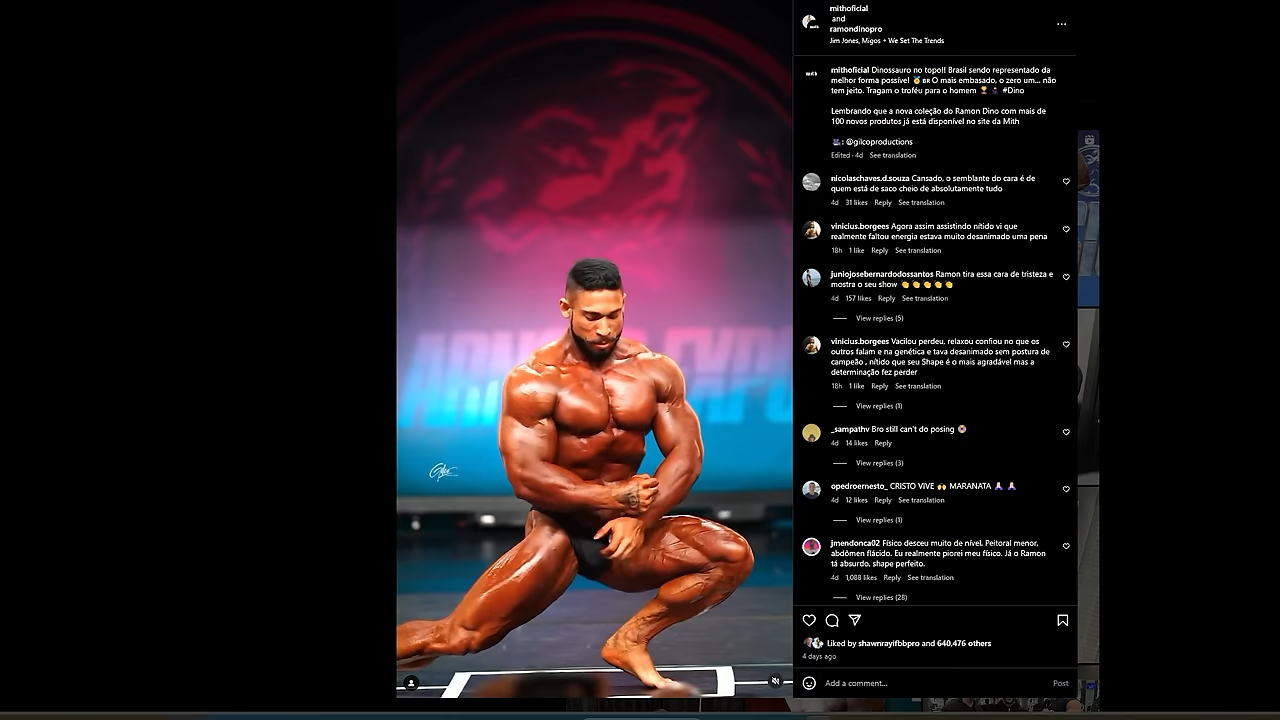 mithoficial
and
ramondinopro
Jim Jones, Migos • We Set The Trends
mithoficial Dinossauro no topo!! Brasil sendo representado da
melhor forma possível 🥇 BR O mais embasado, o zero um... não
tem jeito. Tragam o troféu para o homem 🏆 #Dino
Lembrando que a nova coleção do Ramon Dino com mais de
100 novos produtos já está disponível no site da Mith
: @gilcoproductions
Edited · 4d See translation
nicolaschaves.d.souza Cansado, o semblante do cara é de
quem está de saco cheio de absolutamente tudo
4d 31 likes Reply See translation
vinicius.borgees Agora assim assistindo nítido vi que
realmente faltou energia estava muito desanimado uma pena
18h 1 like Reply See translation
juniojosebernardodossantos Ramon tira essa cara de tristeza e
mostra o seu show 👏 👏 👏 👏 👏
4d 157 likes Reply See translation
View replies (5)
vinicius.borgees Vacilou perdeu, relaxou confiou no que os
outros falam e na genética e tava desanimado sem postura de
campeão , nítido que seu Shape é o mais agradável mas a
determinação fez perder
18h 1 like Reply See translation
View replies (1)
_sampathv Bro still can't do posing
4d 14 likes Reply
View replies (3)
opedroernesto_ CRISTO VIVE 🙌 MARANATA
4d 12 likes Reply See translation
View replies (1)
jmendonca02 Físico desceu muito de nível. Peitoral menor,
abdômen flácido. Eu realmente piorei meu físico. Já o Ramon
tá absurdo, shape perfeito.
4d 1,088 likes Reply See translation
View replies (28)
Liked by shawnrayifbbpro and 640,476 others
4 days ago
Add a comment... Post